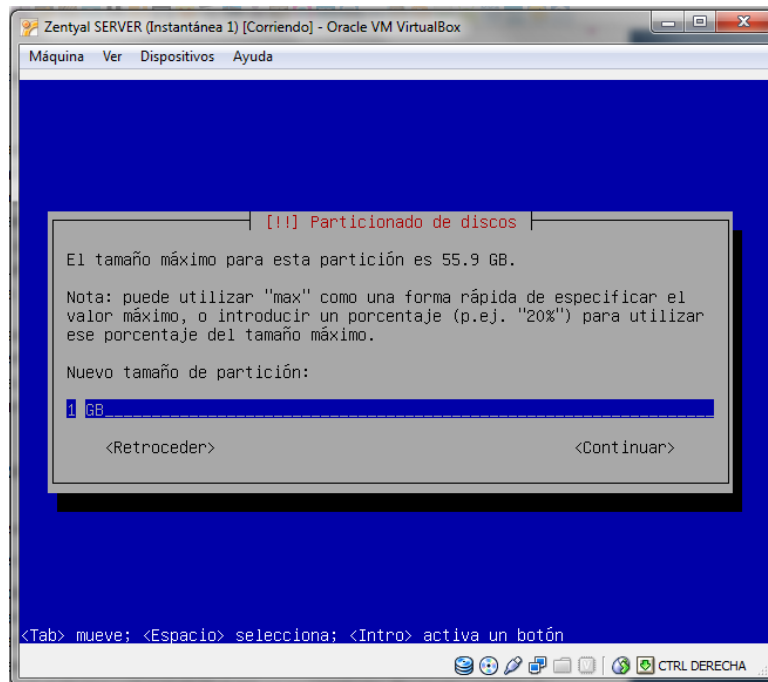 Zentyal SERVER (Instantánea 1) [Corriendo] - Oracle VM VirtualBox
Máquina Ver Dispositivos Ayuda
[!!] Particionado de discos
El tamaño máximo para esta partición es 55.9 GB.
Nota: puede utilizar "max" como una forma rápida de especificar el
valor máximo, o introducir un porcentaje (p.ej. "20%") para utilizar
ese porcentaje del tamaño máximo.
Nuevo tamaño de partición:
1 GB
<Retroceder> <Continuar>
<Tab> mueve; <Espacio> selecciona; <Intro> activa un botón
CTRL DERECHA